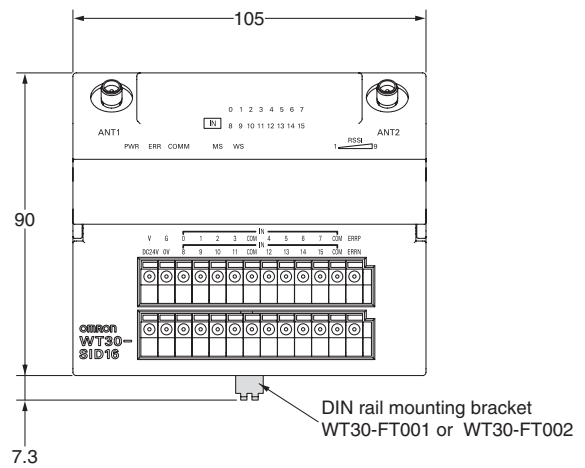 105
0 1 2 3 4 5 6 7
IN 8 9 10 11 12 13 14 15
ANT1
ANT2
PWR ERR COMM MS WS
RSSI
1 9
90
IN
V G 0 1 2 3 COM 4 5 6 7 COM ERRP
IN
DC24V 0V 8 9 10 11 COM 12 13 14 15 COM ERRN
OMRON
WT30-
SID16
DIN rail mounting bracket
WT30-FT001 or WT30-FT002
7.3